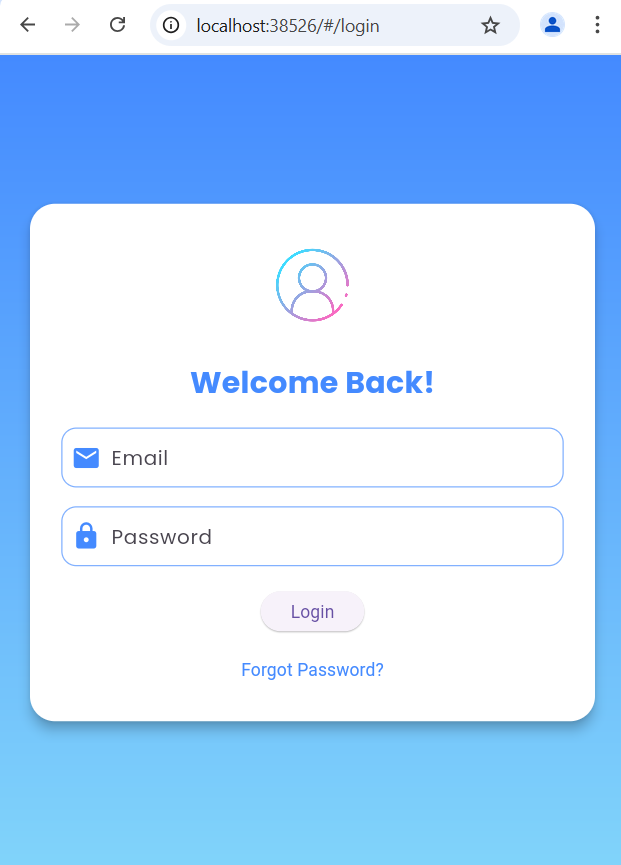 localhost:38526/#/login
Welcome Back!
Email
Password
Login
Forgot Password?